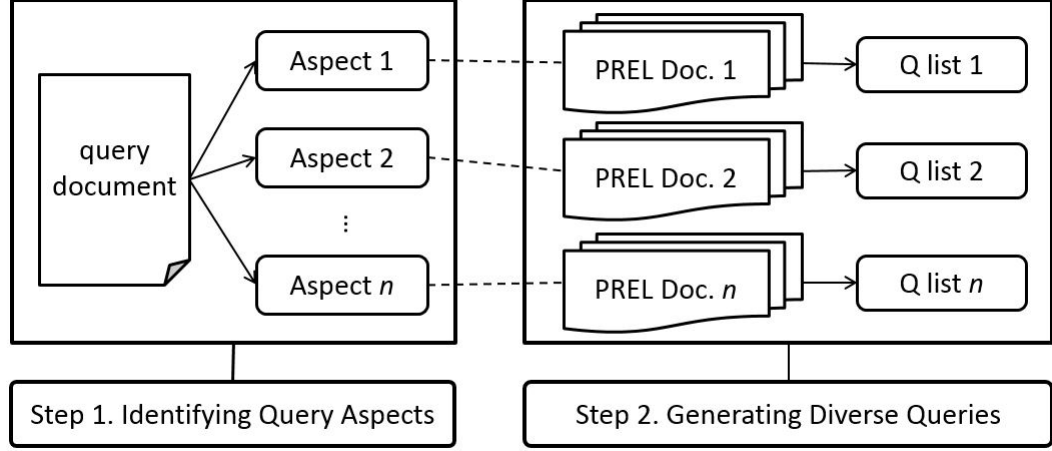 query
document
Aspect 1
Aspect 2
⋮
Aspect n
PREL Doc. 1
PREL Doc. 2
PREL Doc. n
Q list 1
Q list 2
Q list n
Step 1. Identifying Query Aspects
Step 2. Generating Diverse Queries